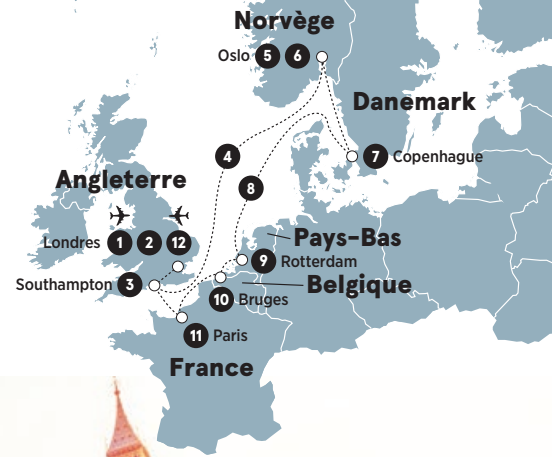 Norvège
Oslo 5 6
Danemark
7 Copenhague
4
8
Angleterre
Londres 1 2 12
Pays-Bas
9 Rotterdam
Southampton 3
Belgique
10 Bruges
11 Paris
France